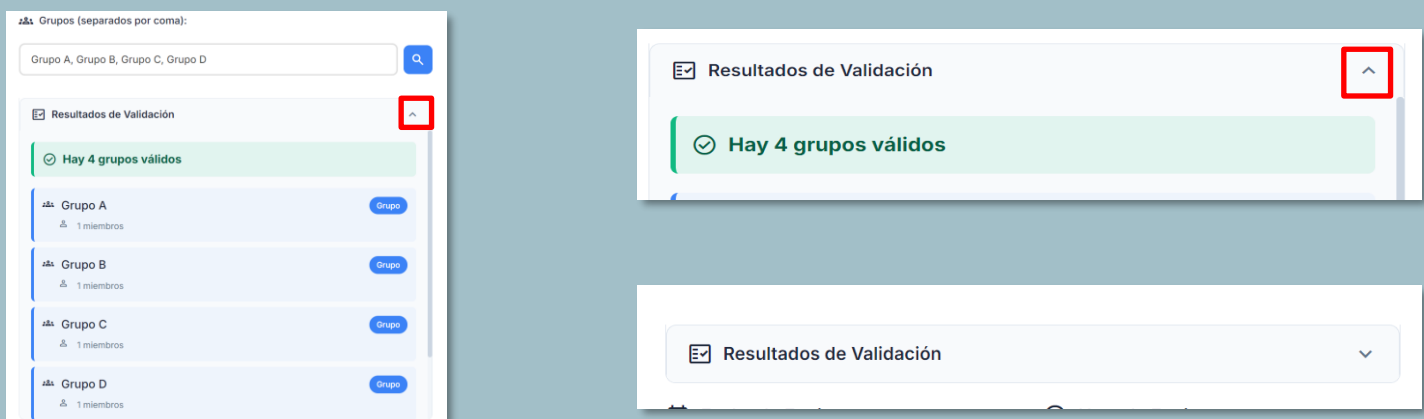 Grupos (separados por coma):
Grupo A, Grupo B, Grupo C, Grupo D
Resultados de Validación
Hay 4 grupos válidos
Grupo A
Grupo
1 miembros
Grupo B
Grupo
1 miembros
Grupo C
Grupo
1 miembros
Grupo D
Grupo
1 miembros
Resultados de Validación
Hay 4 grupos válidos
Resultados de Validación